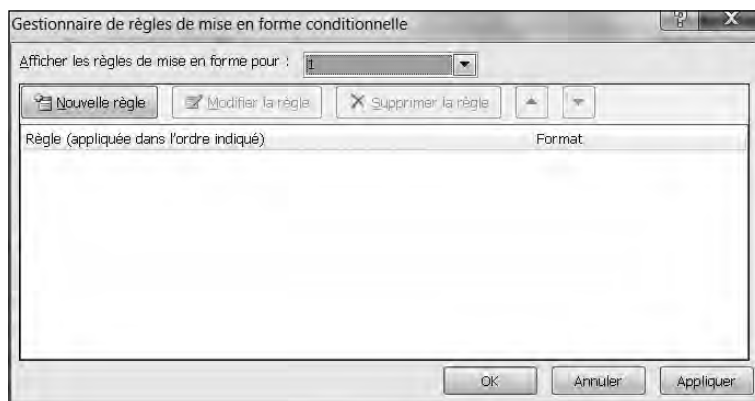 Gestionnaire de règles de mise en forme conditionnelle
Afficher les règles de mise en forme pour : 1
Nouvelle règle Modifier la règle Supprimer la règle
Règle (appliquée dans l'ordre indiqué) Format
OK Annuler Appliquer